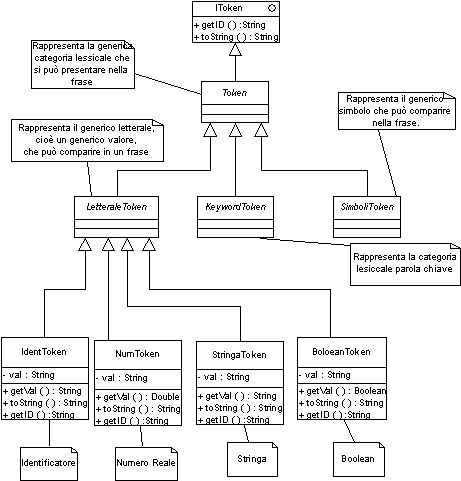 IToken
+ getID ( ) : String
+ toString ( ) : String
Rappresenta la generica
categoria lessicale che
si può presentare nella
frase
Token
Rappresenta il generico
simbolo che può comparire
nella frase.
Rappresenta il generico letterale,
cioè un generico valore,
che può comparire in un frase
LetteraleToken
KeywordToken
SimboliToken
Rappresenta la categoria
lesiccale parola chiave
IdentToken
- val : String
+ getVal ( ) : String
+ toString ( ) : String
+ getID ( ) : String
NumToken
- val : String
+ getVal ( ) : Double
+ toString ( ) : String
+ getID ( ) : String
StringaToken
- val : String
+ getVal ( ) : String
+ toString ( ) : String
+ getID ( ) : String
BoloeanToken
- val : String
+ getVal ( ) : Boolean
+ toString ( ) : String
+ getID ( ) : String
Identificatore
Numero Reale
Stringa
Boolean